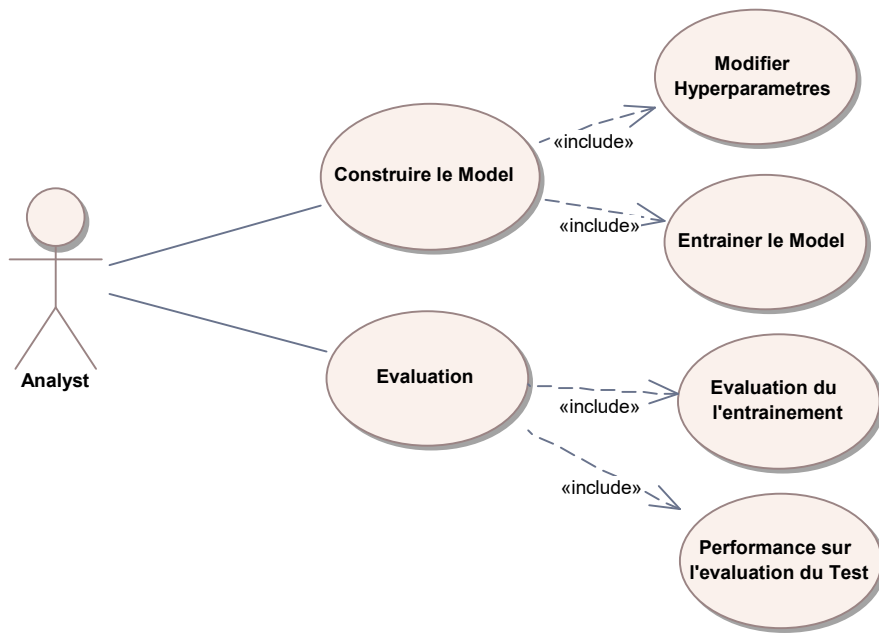 Modifier
Hyperparametres
«include»
Construire le Model
«include»
Entrainer le Model
Analyst
Evaluation
«include»
Evaluation du
l'entrainement
«include»
Performance sur
l'evaluation du Test